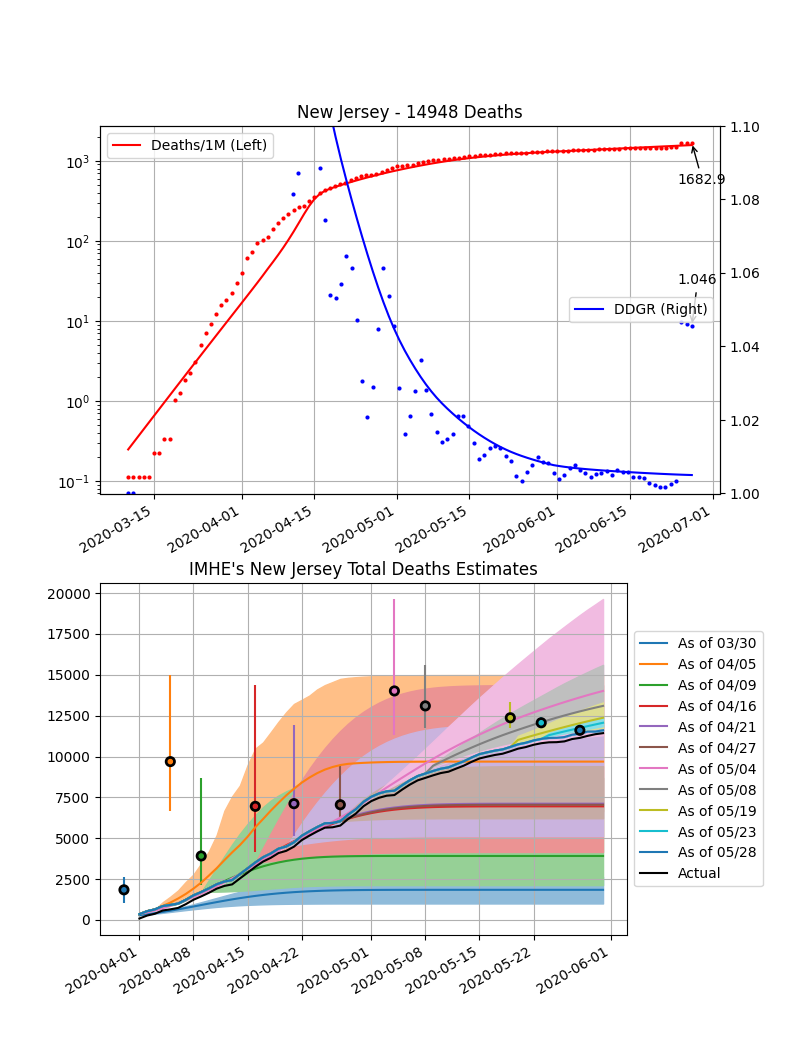 New Jersey - 14948 Deaths
Deaths/1M (Left)
DDGR (Right)
1682.9
1.046
10³
10²
10¹
10⁰
10⁻¹
1.10
1.08
1.06
1.04
1.02
1.00
2020-03-15
2020-04-01
2020-04-15
2020-05-01
2020-05-15
2020-06-01
2020-06-15
2020-07-01
IMHE's New Jersey Total Deaths Estimates
20000
17500
15000
12500
10000
7500
5000
2500
0
2020-04-01
2020-04-08
2020-04-15
2020-04-22
2020-05-01
2020-05-08
2020-05-15
2020-05-22
2020-06-01
As of 03/30
As of 04/05
As of 04/09
As of 04/16
As of 04/21
As of 04/27
As of 05/04
As of 05/08
As of 05/19
As of 05/23
As of 05/28
Actual